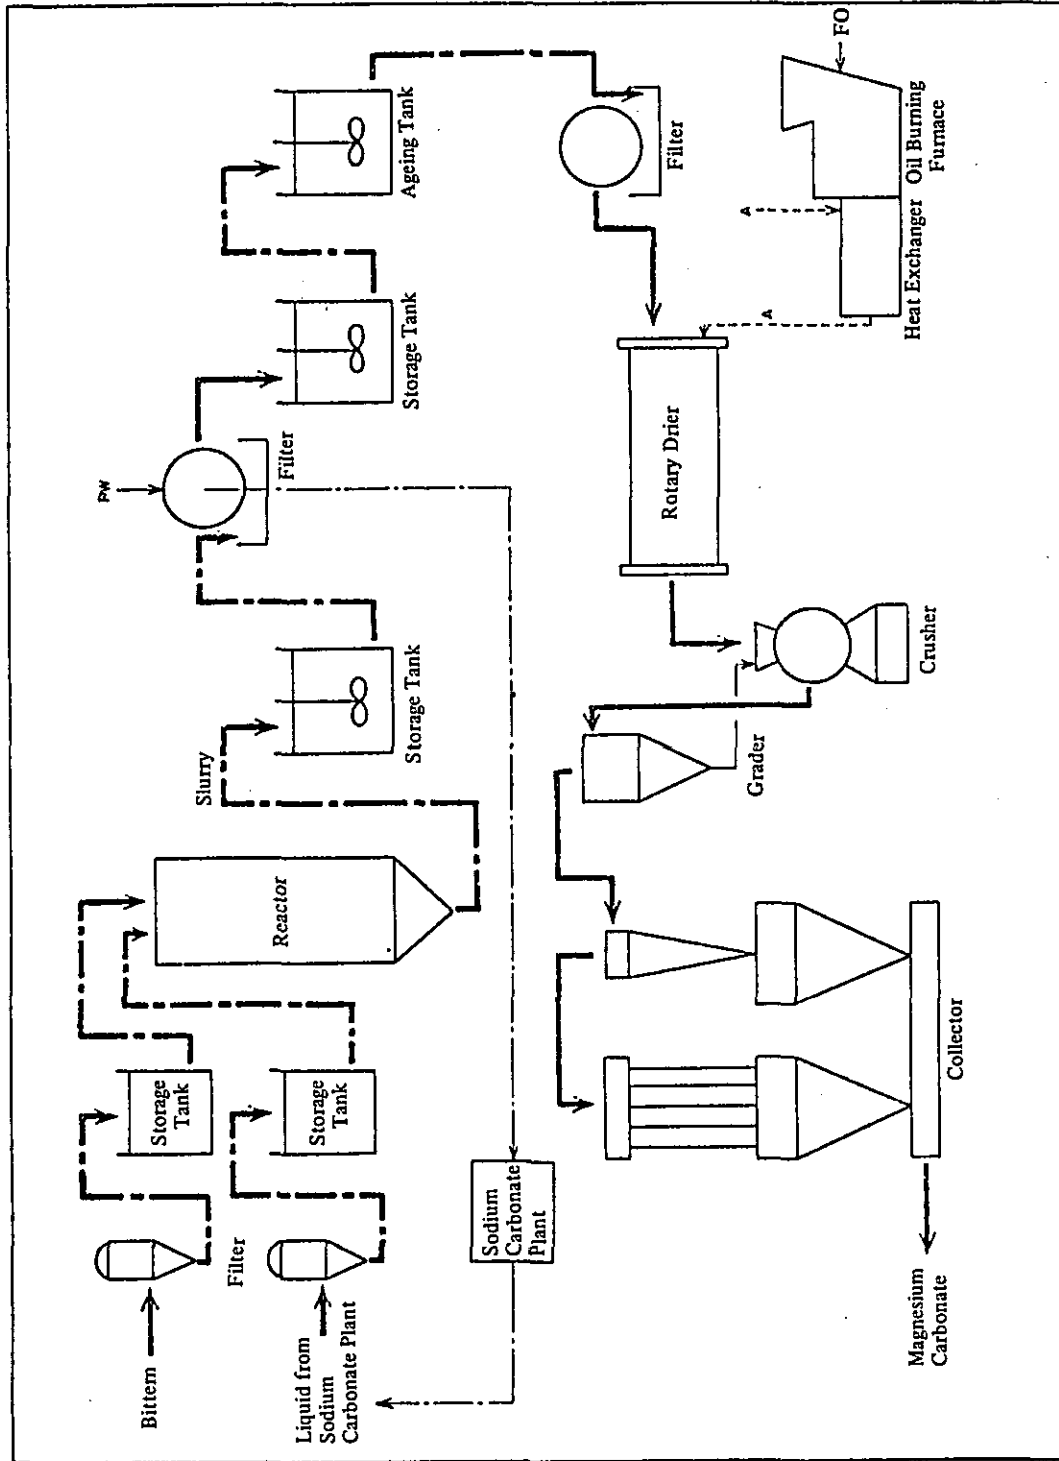 Bittern
Filter
Storage
Tank
Liquid from
Sodium
Carbonate Plant
Storage
Tank
Reactor
Slurry
Storage Tank
PW
Filter
Storage Tank
Ageing Tank
Sodium
Carbonate
Plant
Filter
FO
Oil Burning
Furnace
Heat Exchanger
A
A
Rotary Drier
Crusher
Grader
Collector
Magnesium
Carbonate